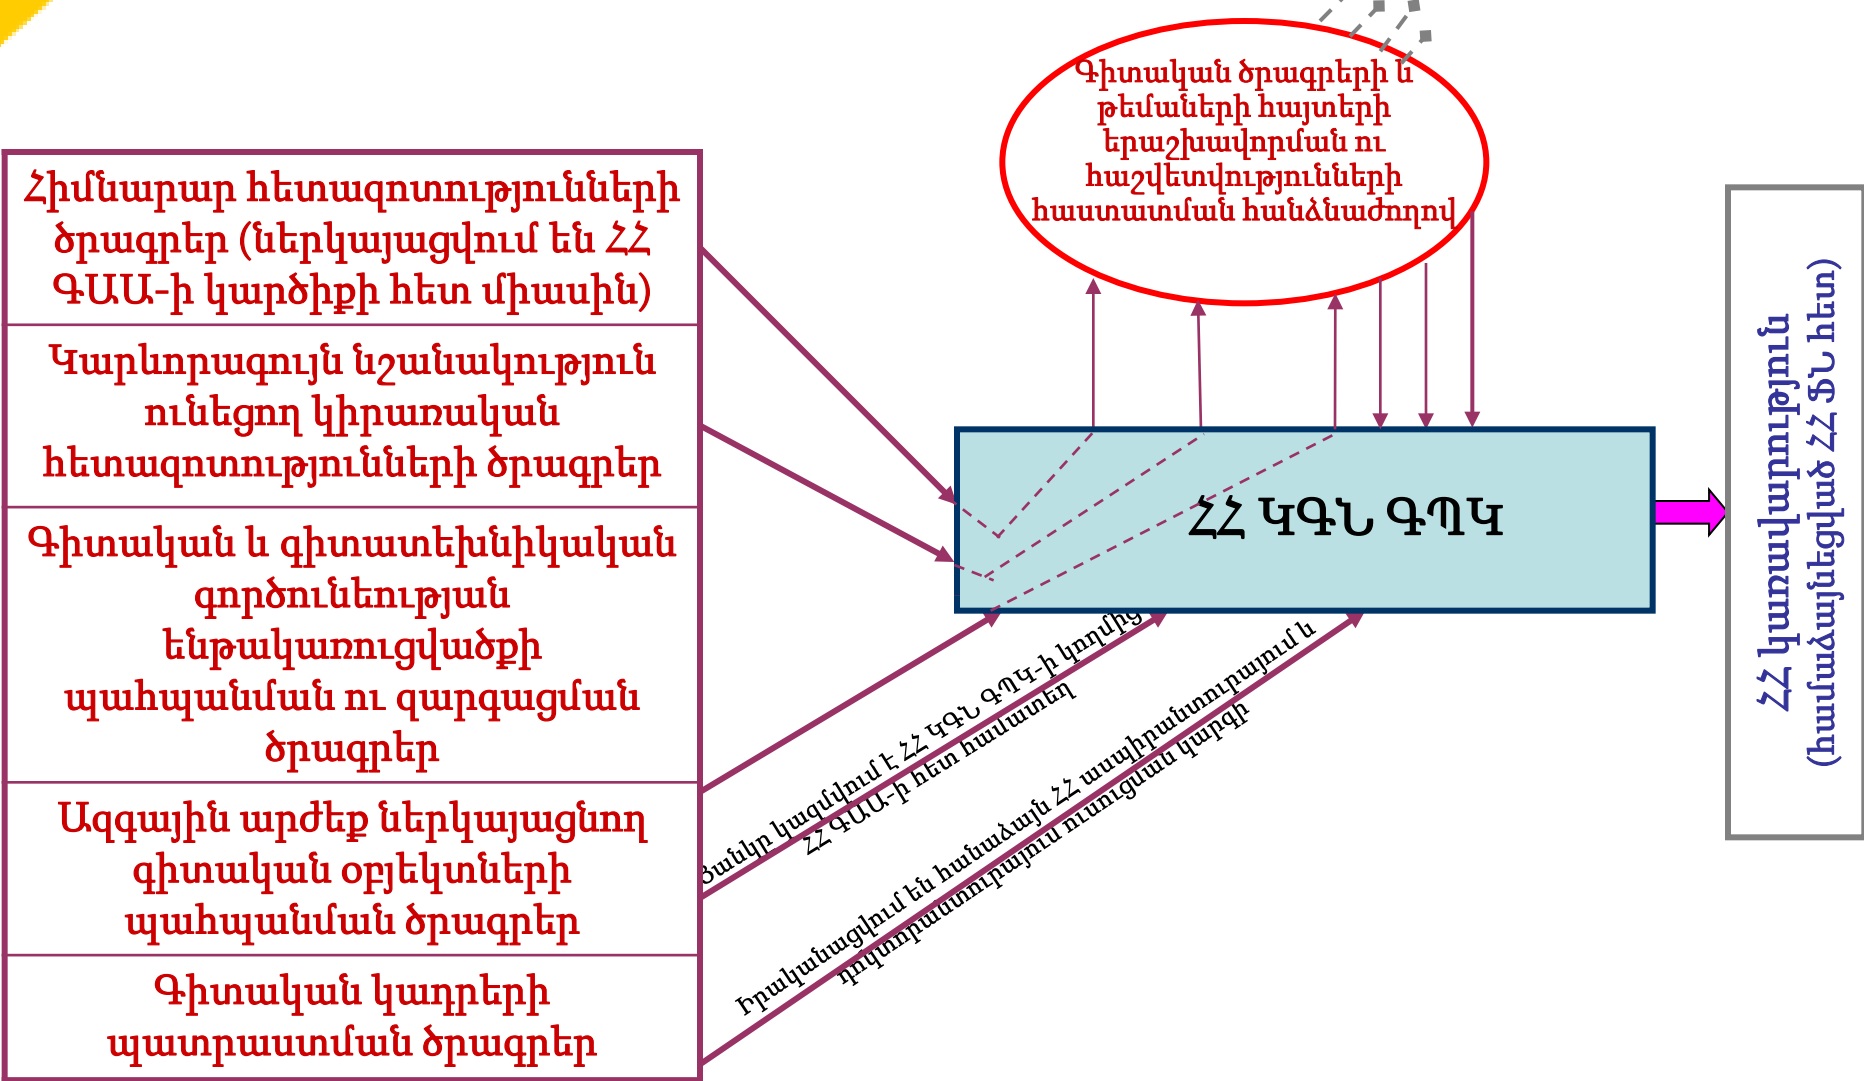 Գիտական ծրագրերի և
թեմաների հայտերի
երաշխավորման ու
հաշվետվությունների
հաստատման հանձնաժողով
Հիմնարար հետազոտությունների
ծրագրեր (ներկայացվում են ՀՀ
ԳԱԱ-ի կարծիքի հետ միասին)
Կարևորագույն նշանակություն
ունեցող կիրառական
հետազոտությունների ծրագրեր
Գիտական և գիտատեխնիկական
գործունեության
ենթակառուցվածքի
պահպանման ու զարգացման
ծրագրեր
Ազգային արժեք ներկայացնող
գիտական օբյեկտների
պահպանման ծրագրեր
Գիտական կադրերի
պատրաստման ծրագրեր
ՀՀ ԿԳՆ ԳՊԿ
Ցանկը կազմվում է ՀՀ ԿԳՆ ԳՊԿ-ի կողմից
ՀՀ ԳԱԱ-ի հետ համատեղ
Իրականացվում են համաձայն ՀՀ ասպիրանտուրայում և
դոկտորանտուրայում ուսուցման կարգի
ՀՀ կառավարություն
(համաձայնեցված ՀՀ ՖՆ հետ)